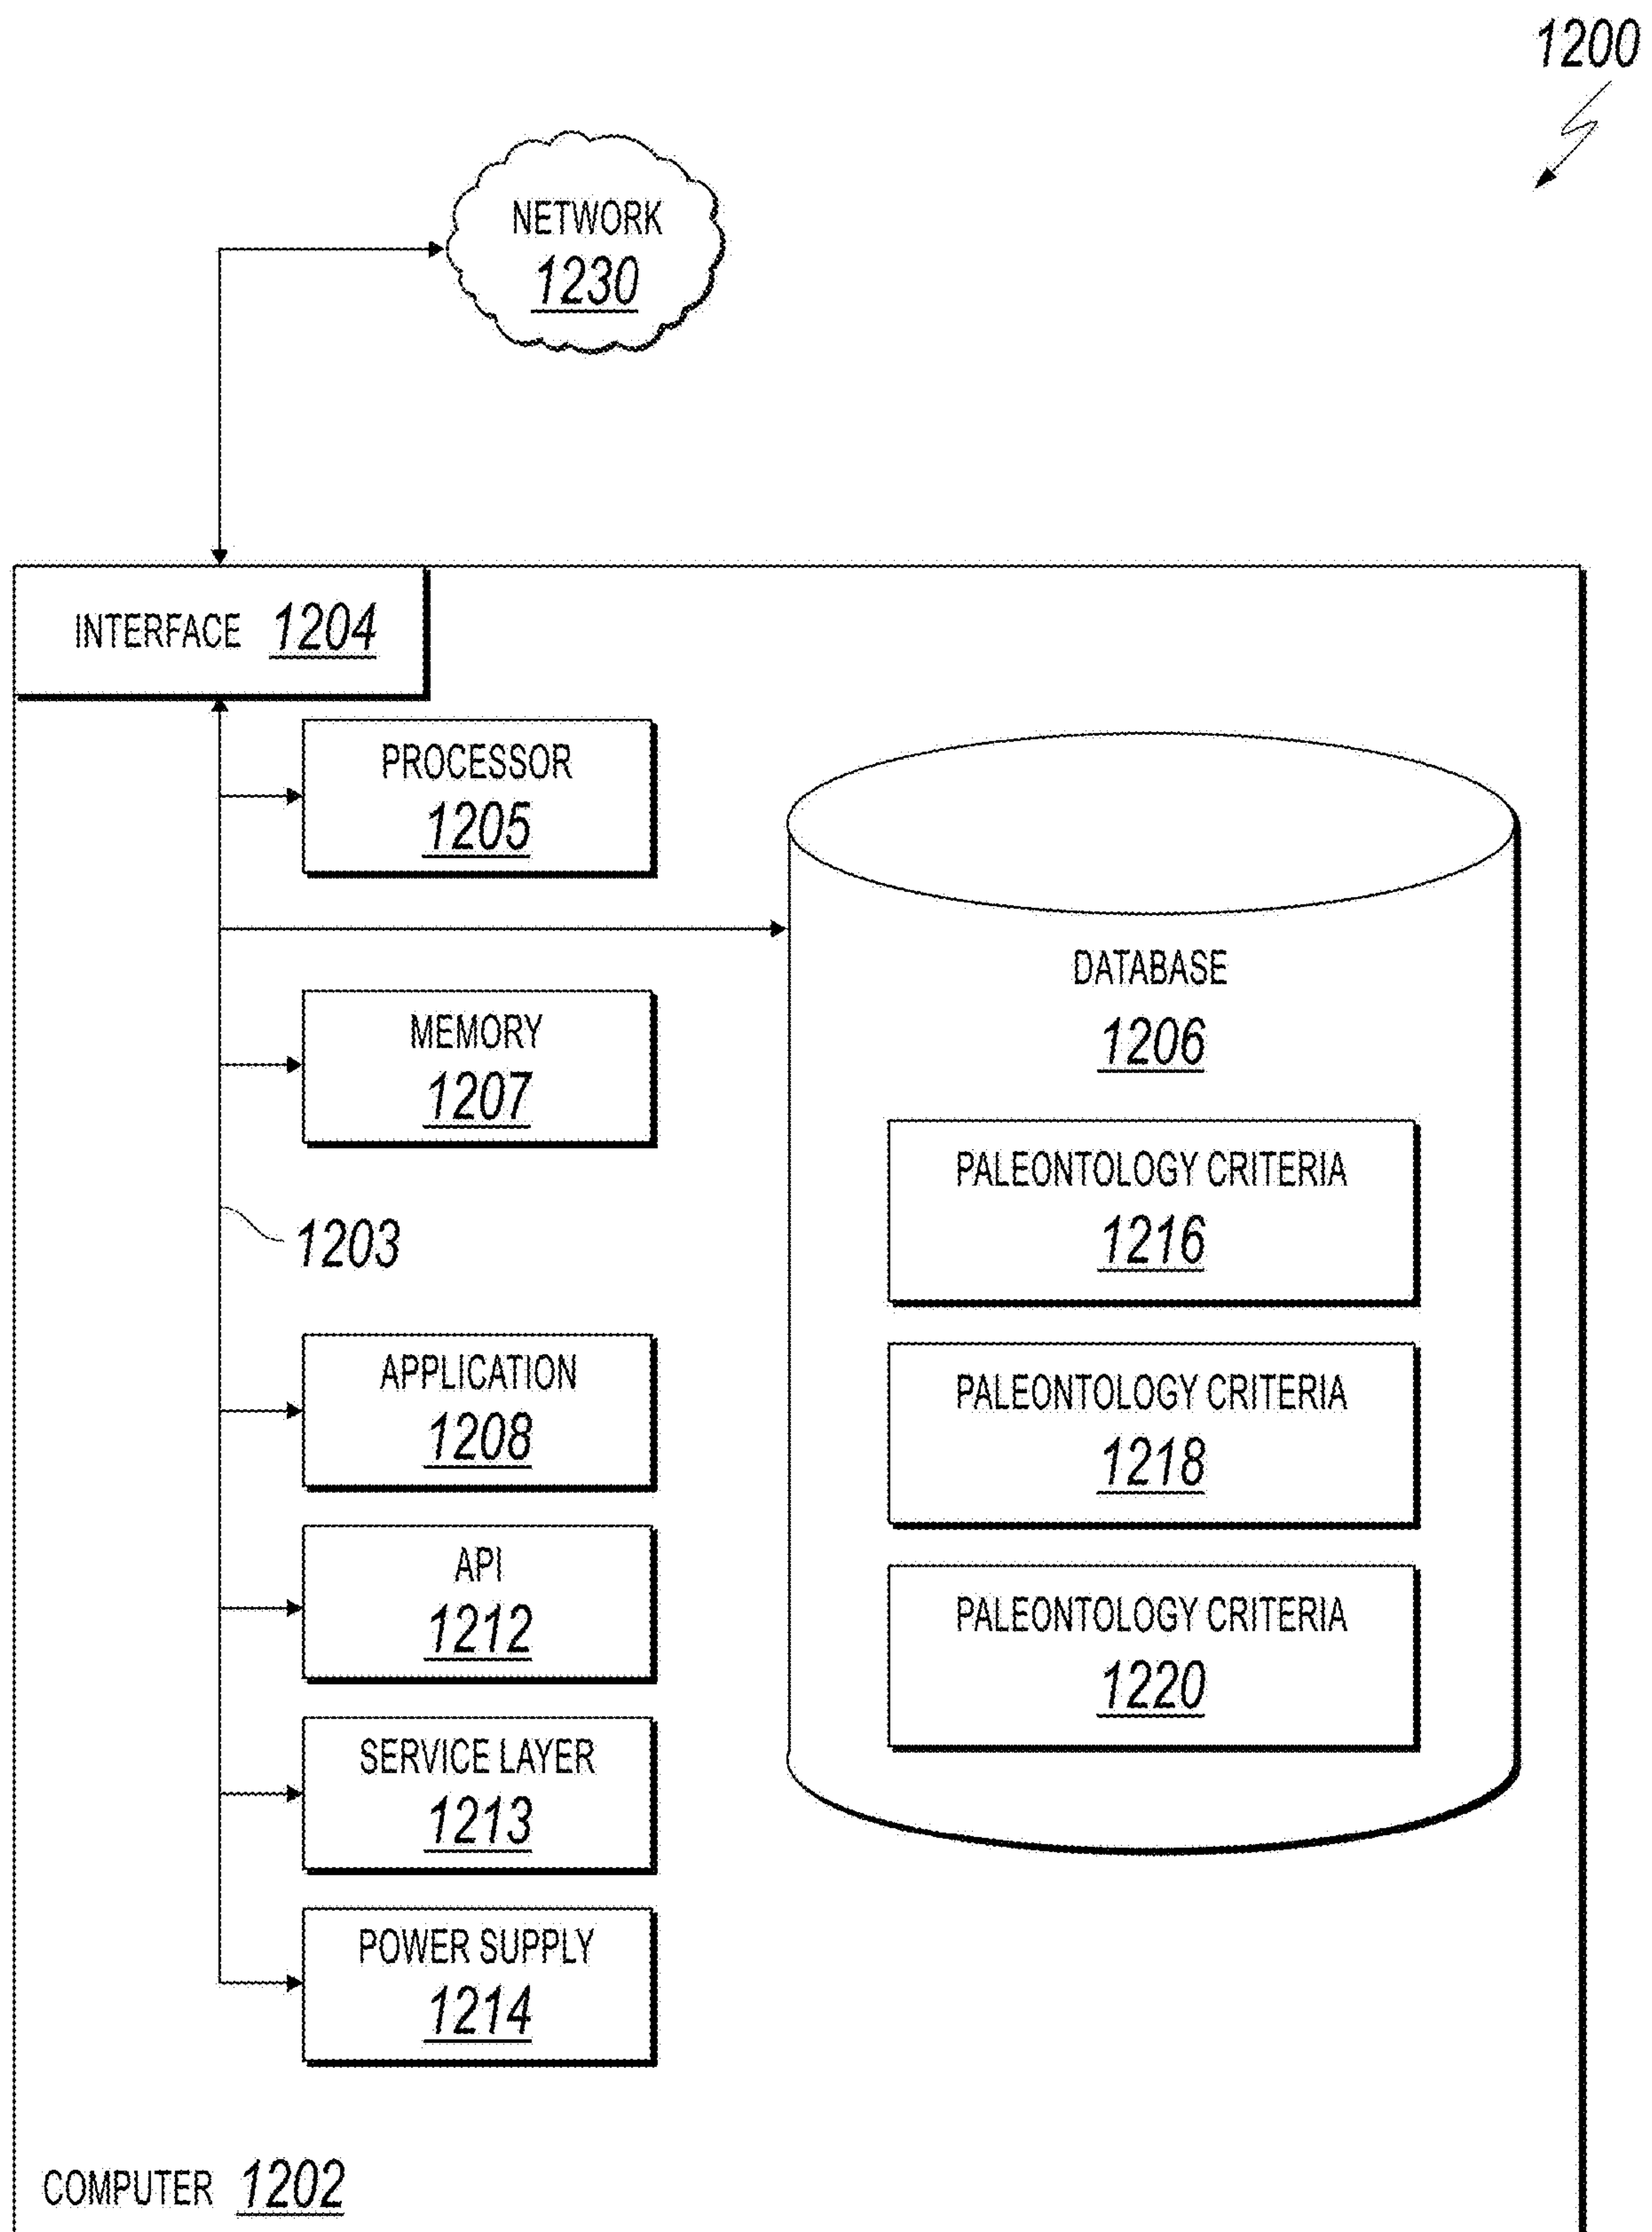 1200
NETWORK
1230
INTERFACE 1204
PROCESSOR
1205
DATABASE
1206
MEMORY
1207
PALEONTOLOGY CRITERIA
1216
1203
APPLICATION
1208
PALEONTOLOGY CRITERIA
1218
API
1212
PALEONTOLOGY CRITERIA
1220
SERVICE LAYER
1213
POWER SUPPLY
1214
COMPUTER 1202